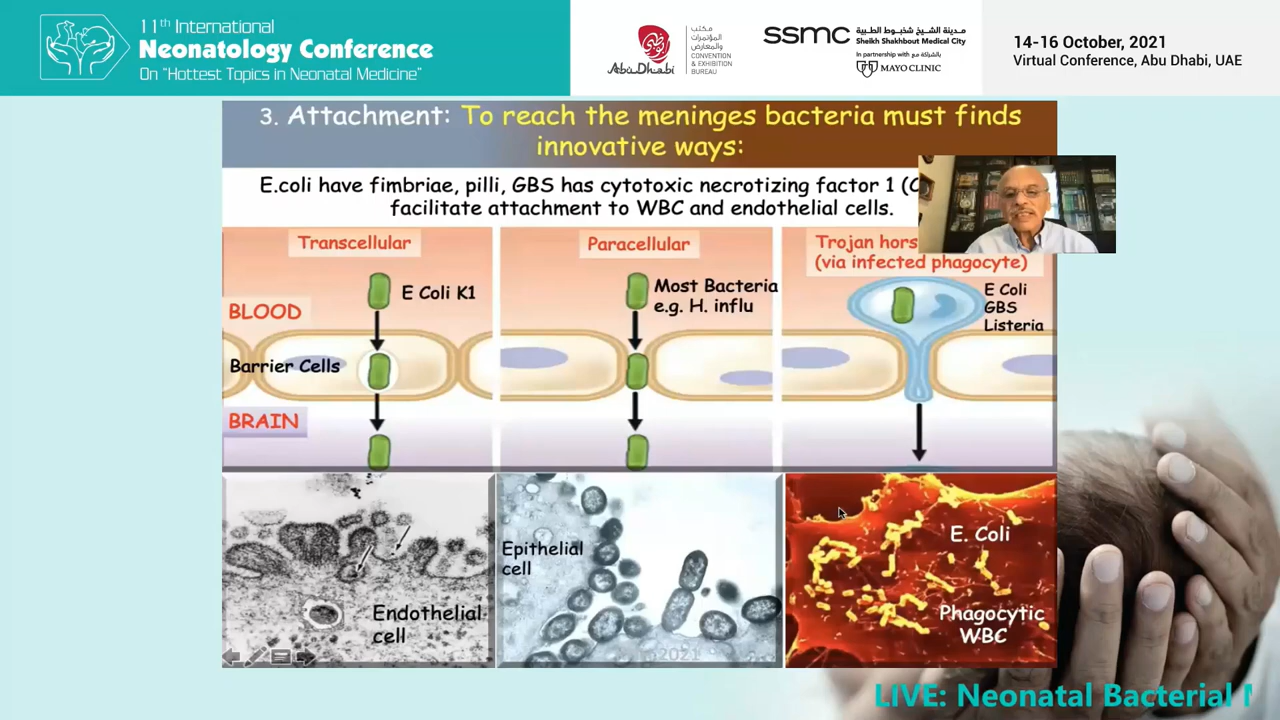 11th International
Neonatology Conference
On “Hottest Topics in Neonatal Medicine”
Abu Dhabi
مكتب
المؤتمرات
والمعارض
CONVENTION
& EXHIBITION
BUREAU
ssmc
مدينة الشيخ شخبوط الطبية
Sheikh Shakhbout Medical City
بالشراكة مع
In partnership with
MAYO CLINIC
14-16 October, 2021
Virtual Conference, Abu Dhabi, UAE
3. Attachment: To reach the meninges bacteria must finds
innovative ways:
E.coli have fimbriae, pilli, GBS has cytotoxic necrotizing factor 1 (
facilitate attachment to WBC and endothelial cells.
Transcellular
Paracellular
Trojan hors
(via infected phagocyte)
E Coli K1
Most Bacteria
e.g. H. influ
E Coli
GBS
Listeria
BLOOD
Barrier Cells
BRAIN
Endothelial
cell
Epithelial
cell
E. Coli
Phagocytic
WBC
2021
LIVE: Neonatal Bacterial